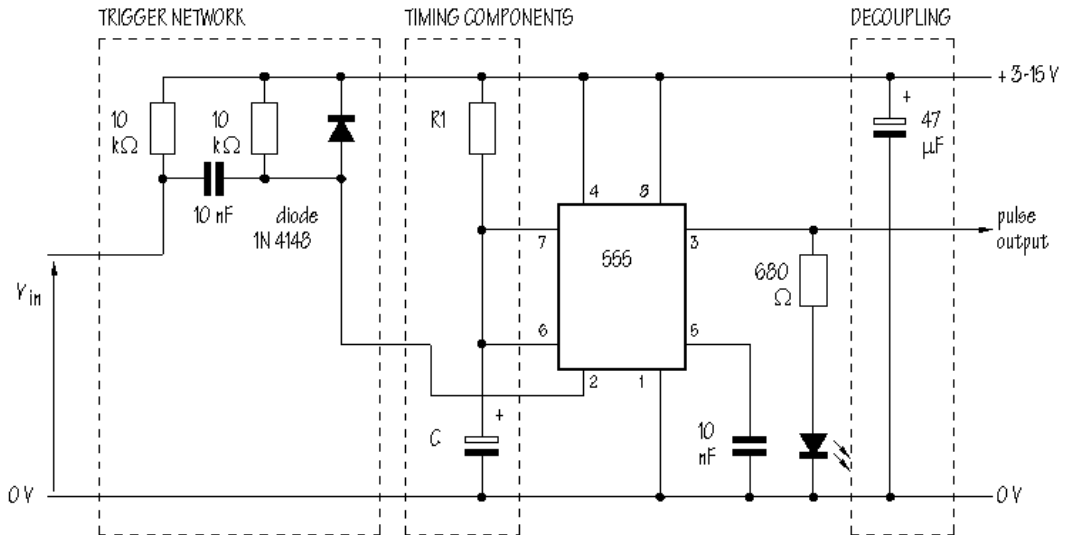 TRIGGER NETWORK
TIMING COMPONENTS
DECOUPLING
+3-15 V
10
kΩ
10
kΩ
R1
+
47
μF
10 nF
diode
1N 4148
4
8
7
555
3
pulse
output
680
Ω
V in
6
5
2
1
+
C
10
nF
0 V
0 V